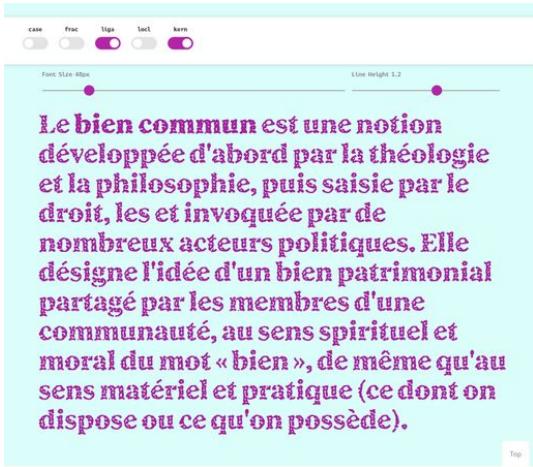 case frac liga locl kern
Font Size 48px Line Height 1.2
Le bien commun est une notion
développée d'abord par la théologie
et la philosophie, puis saisie par le
droit, les et invoquée par de
nombreux acteurs politiques. Elle
désigne l'idée d'un bien patrimonial
partagé par les membres d'une
communauté, au sens spirituel et
moral du mot « bien », de même qu'au
sens matériel et pratique (ce dont on
dispose ou ce qu'on possède).
Top